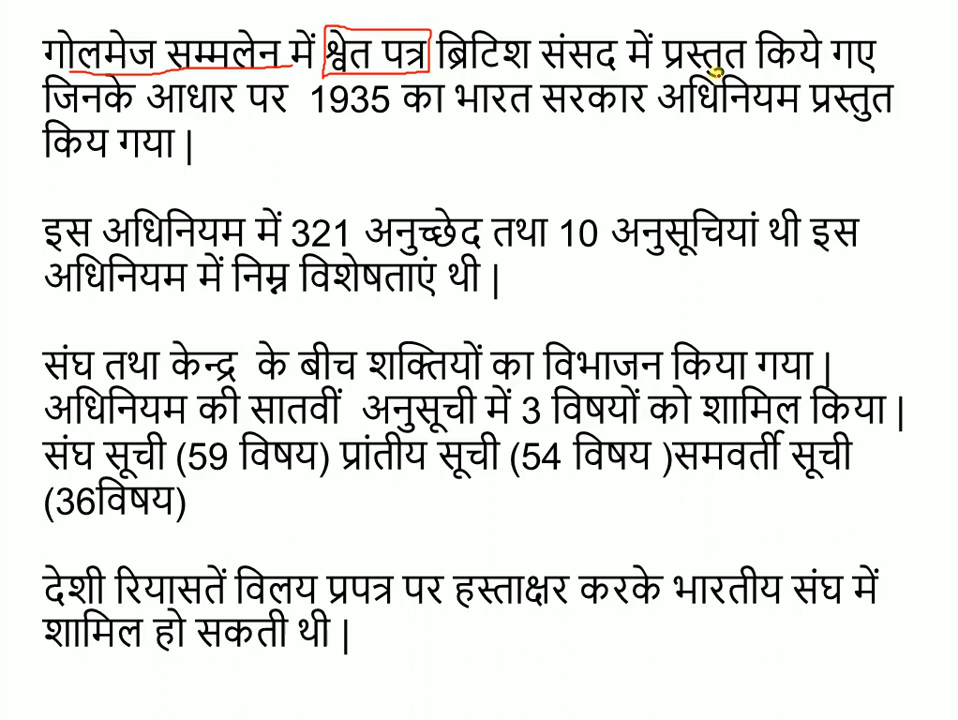 गोलमेज सम्मलेन में श्वेत पत्र ब्रिटिश संसद में प्रस्तुत किये गए
जिनके आधार पर 1935 का भारत सरकार अधिनियम प्रस्तुत
किय गया |
इस अधिनियम में 321 अनुच्छेद तथा 10 अनुसूचियां थी इस
अधिनियम में निम्न विशेषताएं थी |
संघ तथा केन्द्र के बीच शक्तियों का विभाजन किया गया |
अधिनियम की सातवीं अनुसूची में 3 विषयों को शामिल किया |
संघ सूची (59 विषय) प्रांतीय सूची (54 विषय )समवर्ती सूची
(36विषय)
देशी रियासतें विलय प्रपत्र पर हस्ताक्षर करके भारतीय संघ में
शामिल हो सकती थी |